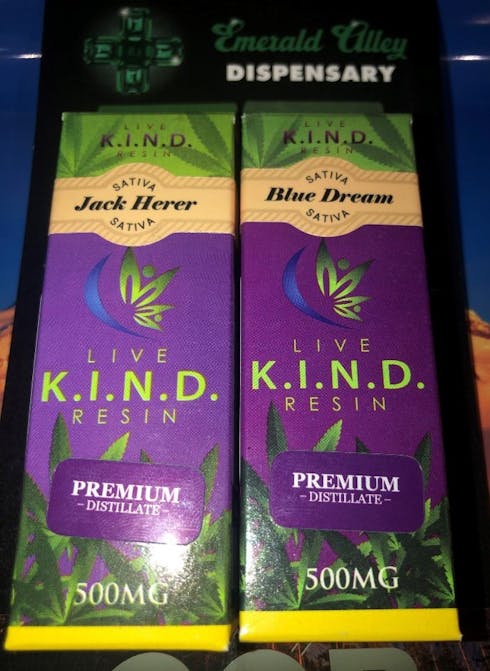 Emerald Alley
DISPENSARY
LIVE
K.I.N.D.
RESIN
SATIVA
Jack Herer
SATIVA
LIVE
K.I.N.D.
RESIN
PREMIUM
- DISTILLATE -
500MG
LIVE
K.I.N.D.
RESIN
SATIVA
Blue Dream
SATIVA
LIVE
K.I.N.D.
RESIN
PREMIUM
- DISTILLATE -
500MG